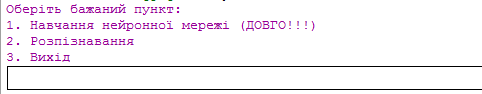 Оберіть бажаний пункт:
1. Навчання нейронної мережі (ДОВГО!!!)
2. Розпізнавання
3. Вихід